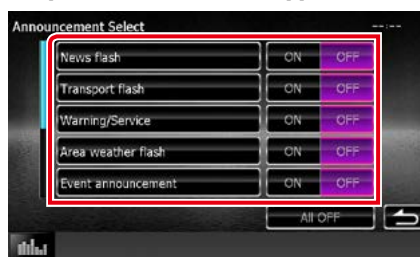 Announcement Select --:--
News flash ON OFF
Transport flash ON OFF
Warning/Service ON OFF
Area weather flash ON OFF
Event announcement ON OFF
All OFF